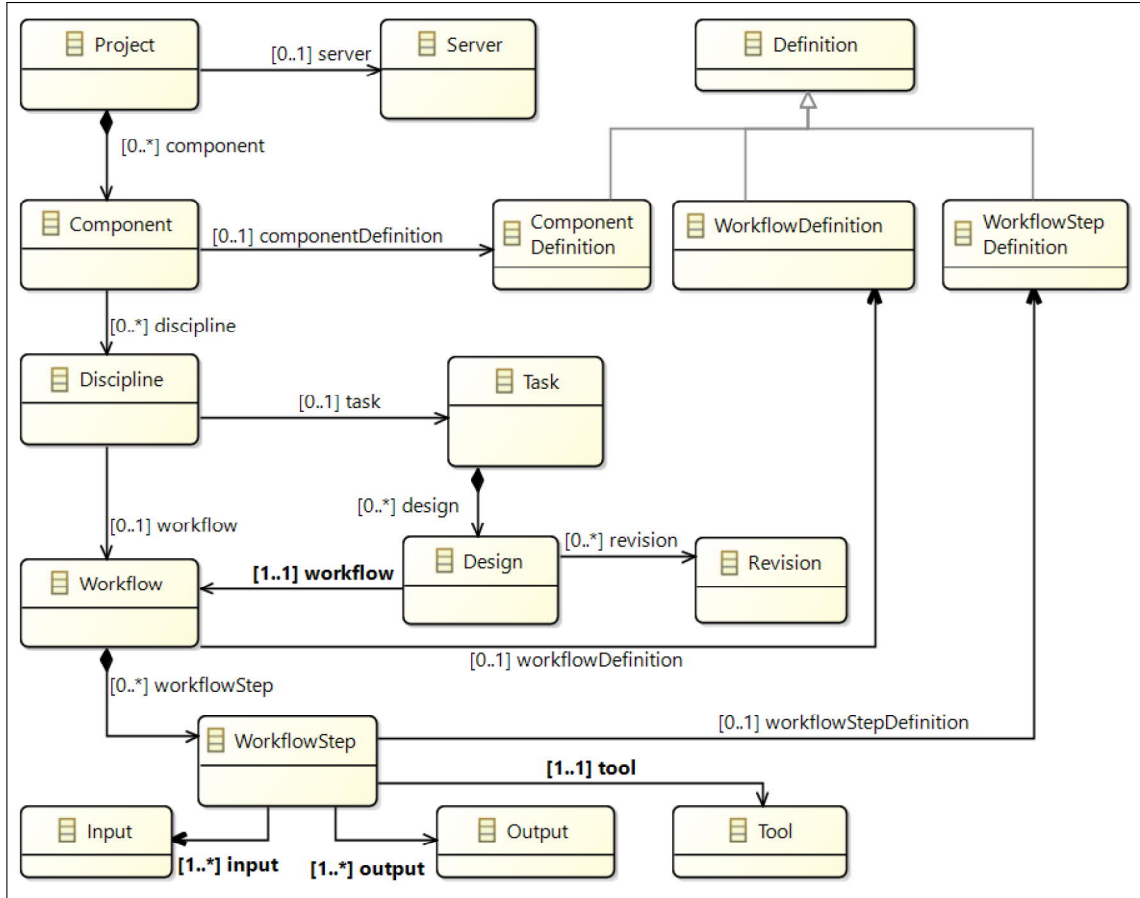 Project
Server
Definition
[0..1] server
[0..*] component
Component
[0..1] componentDefinition
Component
Definition
WorkflowDefinition
WorkflowStep
Definition
[0..*] discipline
Discipline
[0..1] task
Task
[0..*] design
[0..1] workflow
[0..*] revision
Workflow
[1..1] workflow
Design
Revision
[0..1] workflowDefinition
[0..*] workflowStep
WorkflowStep
[0..1] workflowStepDefinition
[1..1] tool
Input
Output
Tool
[1..*] input
[1..*] output